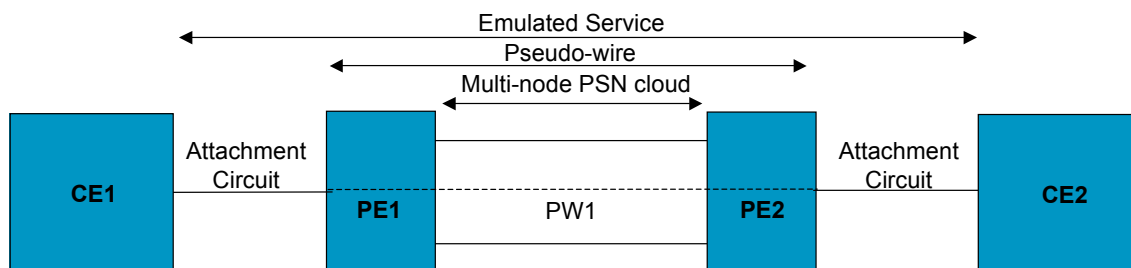 Emulated Service
Pseudo-wire
Multi-node PSN cloud
Attachment
Circuit
Attachment
Circuit
CE1
PE1
PW1
PE2
CE2